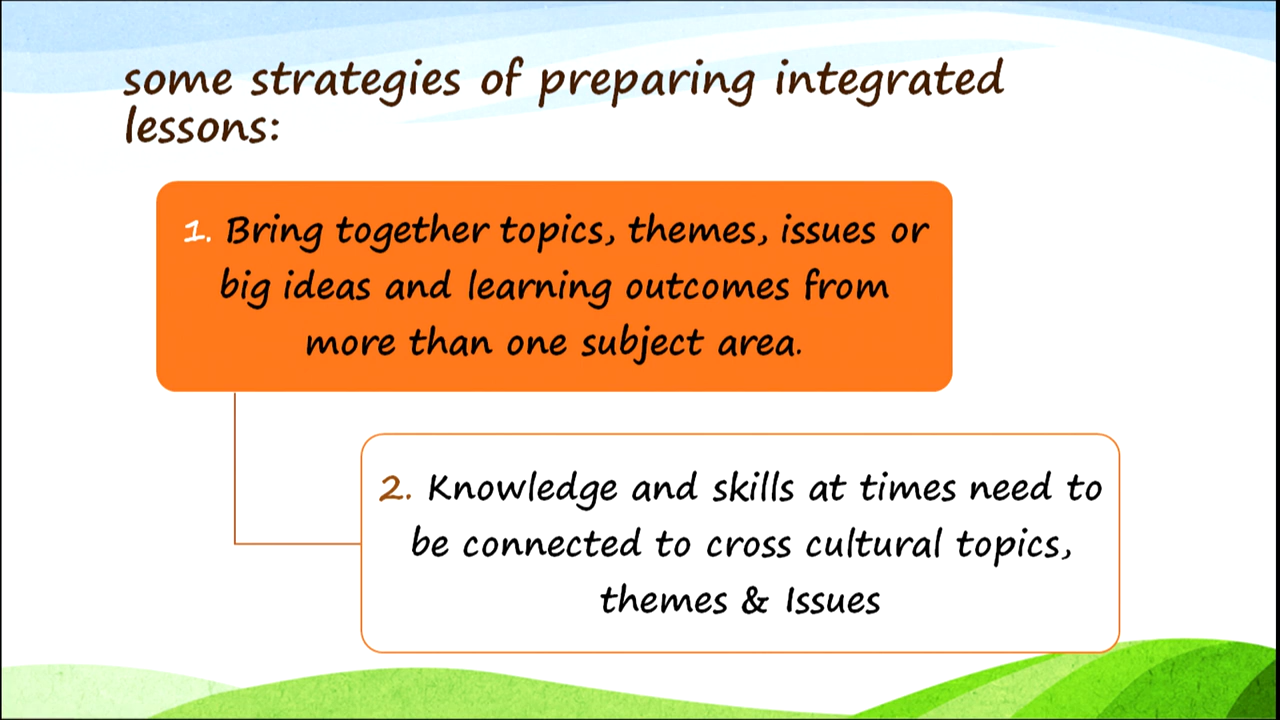 some strategies of preparing integrated
lessons:
1. Bring together topics, themes, issues or
big ideas and learning outcomes from
more than one subject area.
2. Knowledge and skills at times need to
be connected to cross cultural topics,
themes & Issues